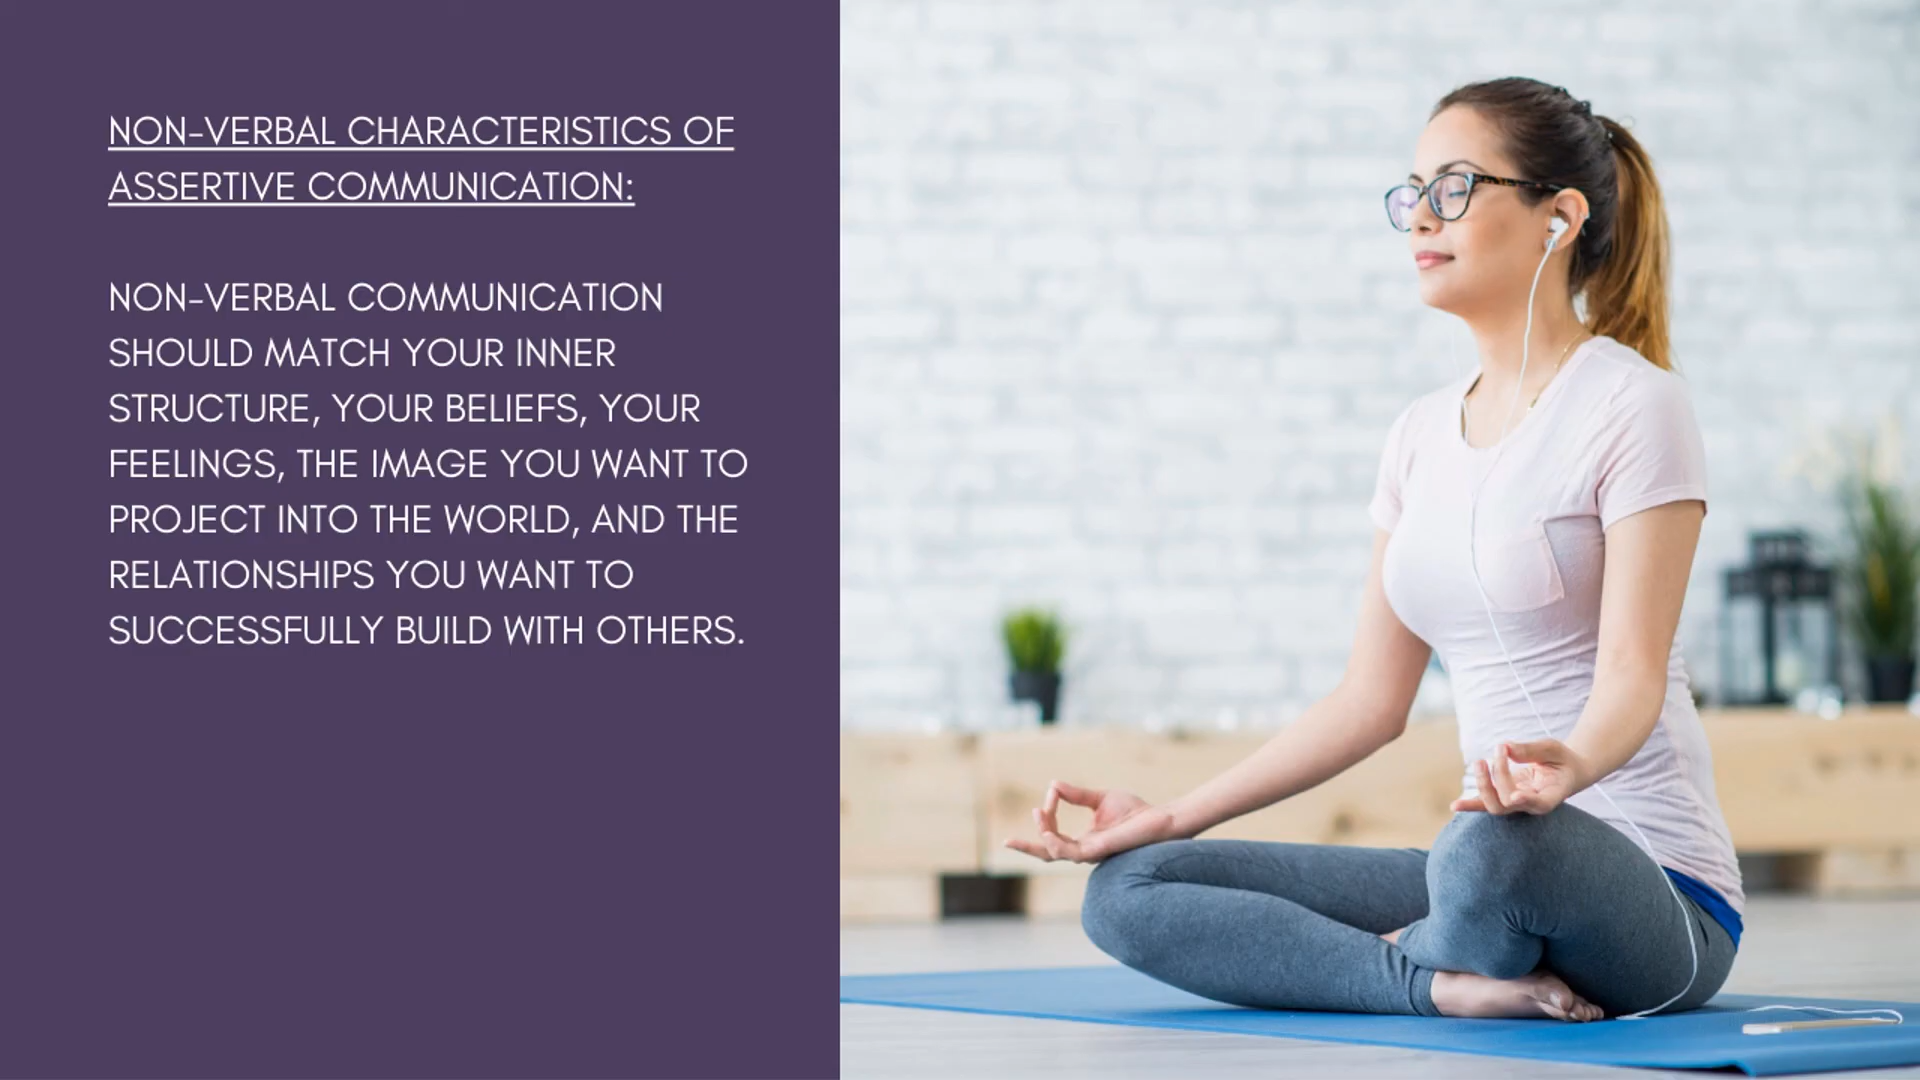 NON-VERBAL CHARACTERISTICS OF
ASSERTIVE COMMUNICATION:
NON-VERBAL COMMUNICATION
SHOULD MATCH YOUR INNER
STRUCTURE, YOUR BELIEFS, YOUR
FEELINGS, THE IMAGE YOU WANT TO
PROJECT INTO THE WORLD, AND THE
RELATIONSHIPS YOU WANT TO
SUCCESSFULLY BUILD WITH OTHERS.